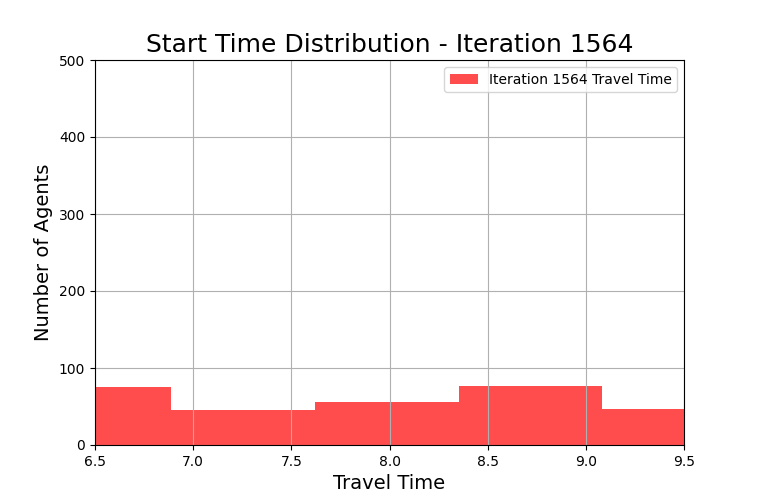 Start Time Distribution - Iteration 1564
Iteration 1564 Travel Time
Number of Agents
500
400
300
200
100
0
6.5 7.0 7.5 8.0 8.5 9.0 9.5
Travel Time